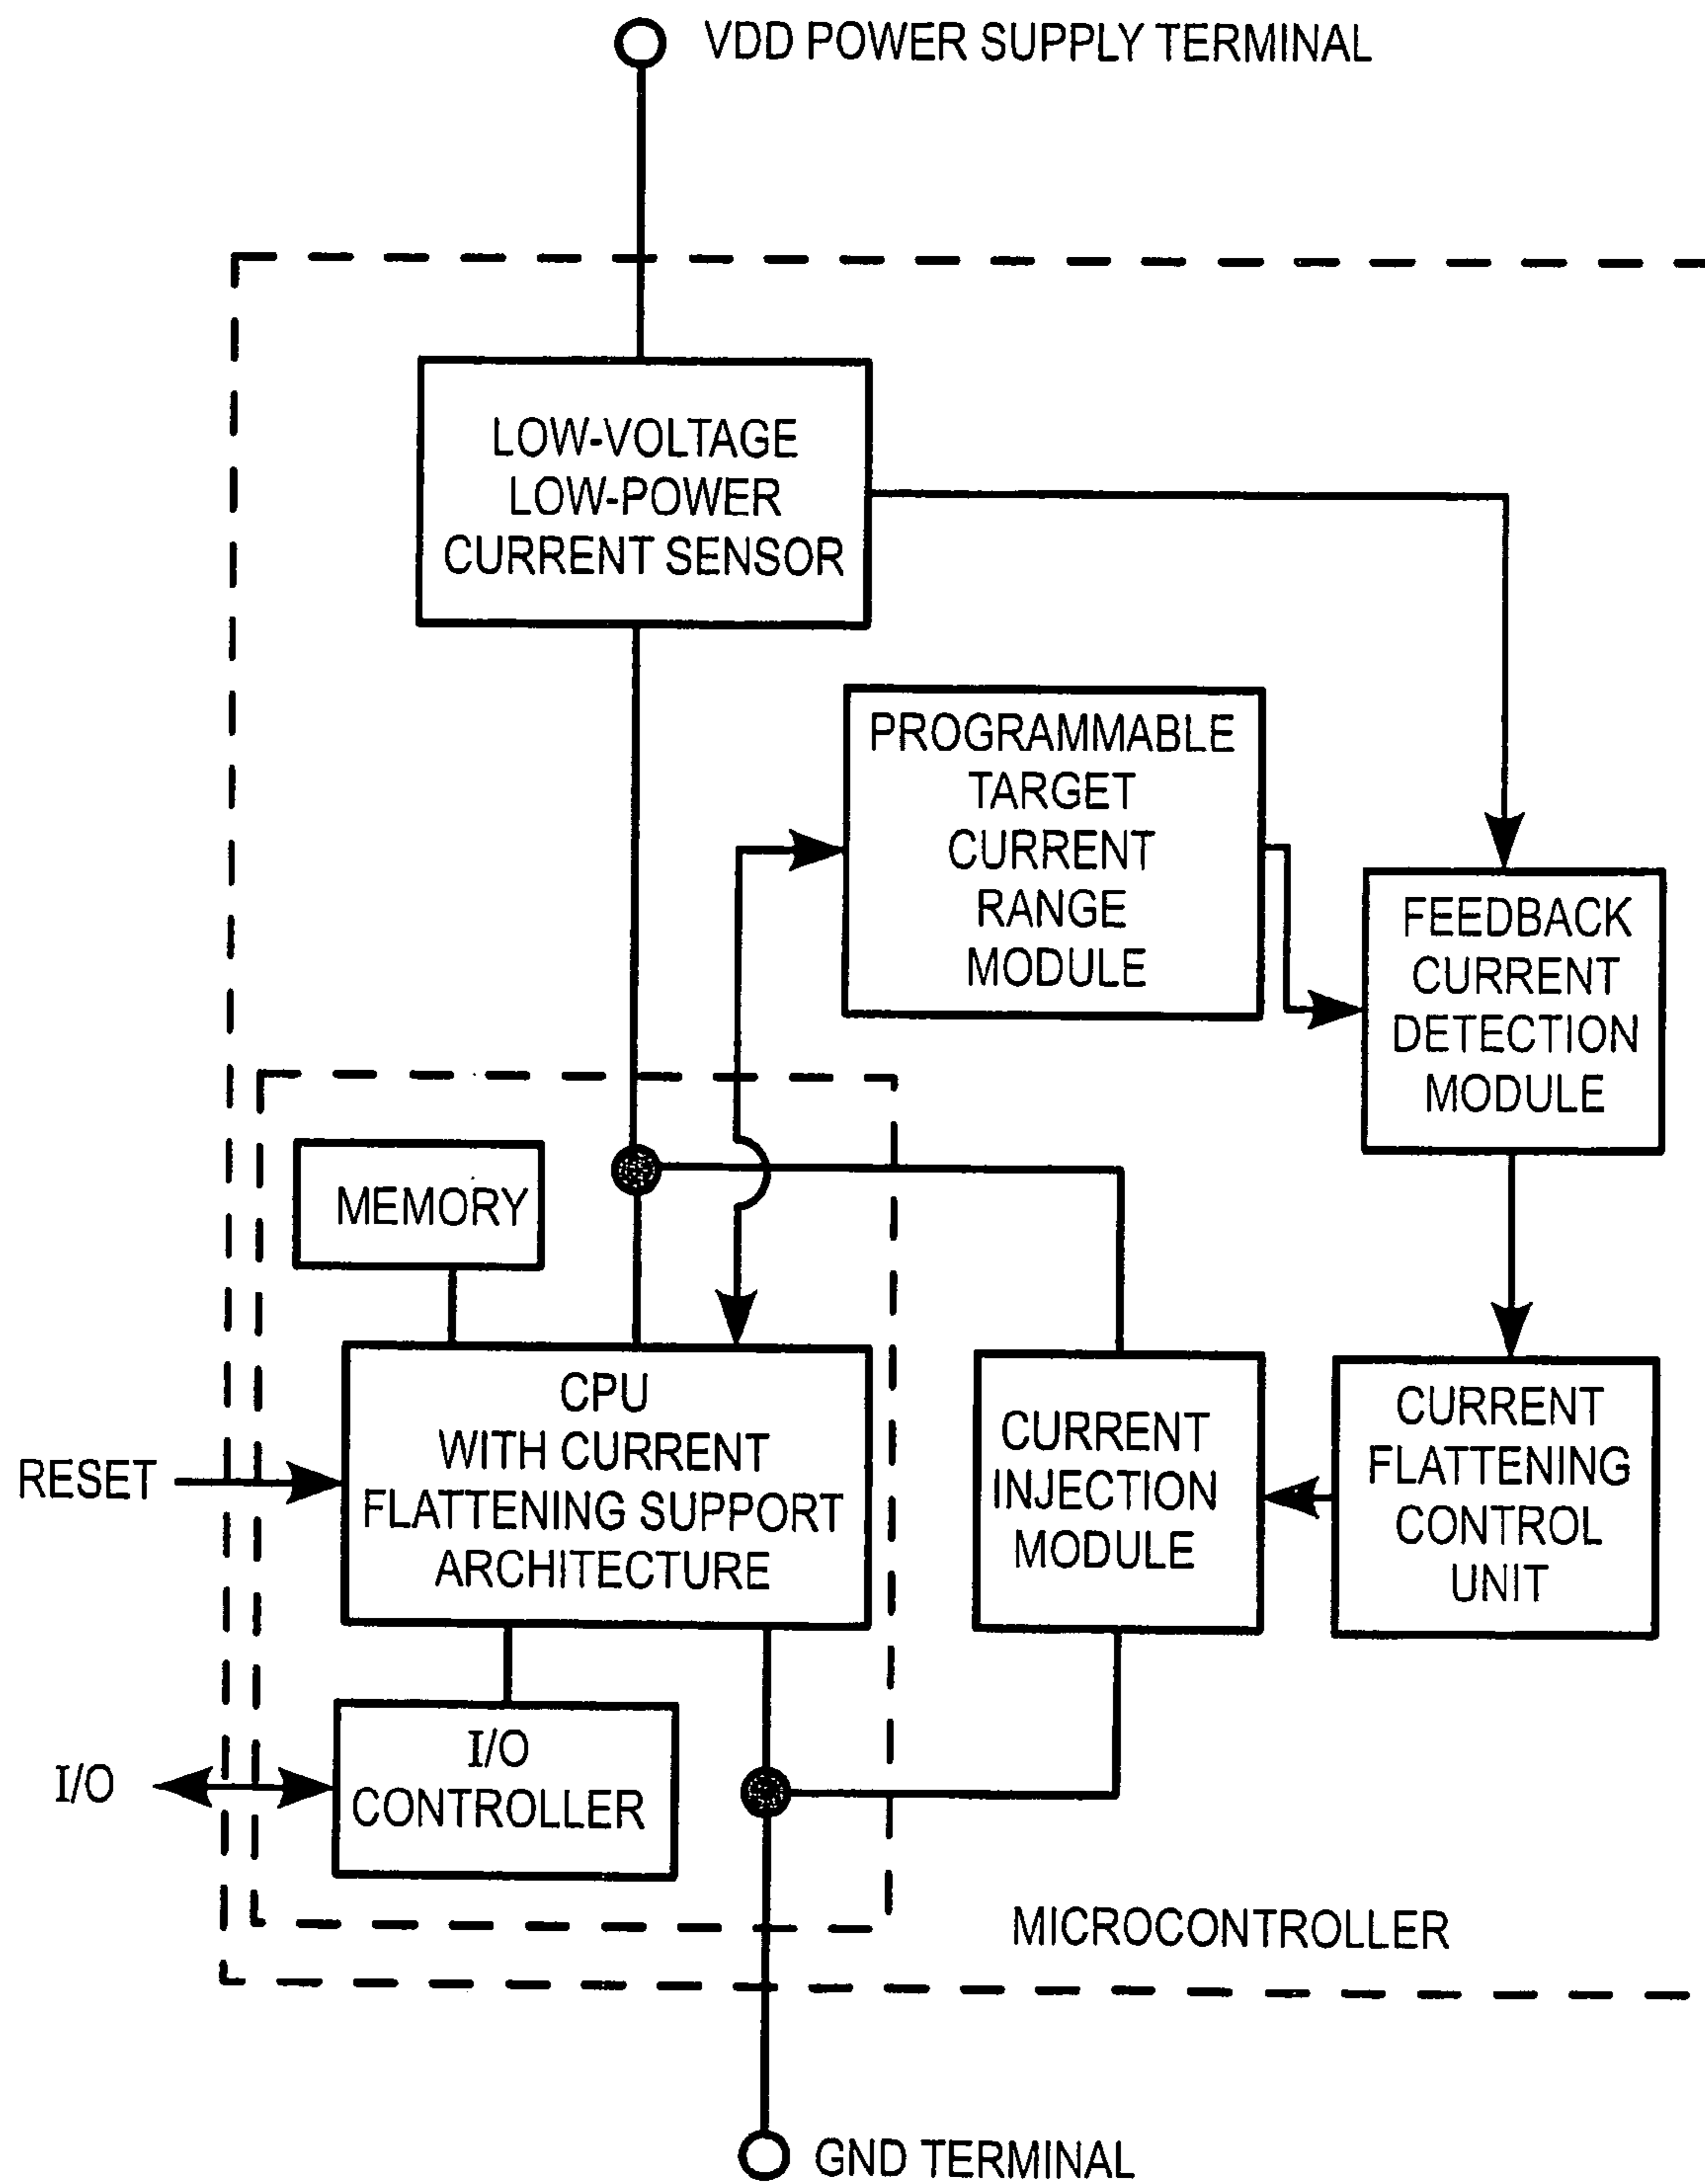 VDD POWER SUPPLY TERMINAL
LOW-VOLTAGE
LOW-POWER
CURRENT SENSOR
PROGRAMMABLE
TARGET
CURRENT
RANGE
MODULE
FEEDBACK
CURRENT
DETECTION
MODULE
MEMORY
CPU
WITH CURRENT
FLATTENING SUPPORT
ARCHITECTURE
CURRENT
INJECTION
MODULE
CURRENT
FLATTENING
CONTROL
UNIT
RESET
I/O
I/O
CONTROLLER
MICROCONTROLLER
GND TERMINAL